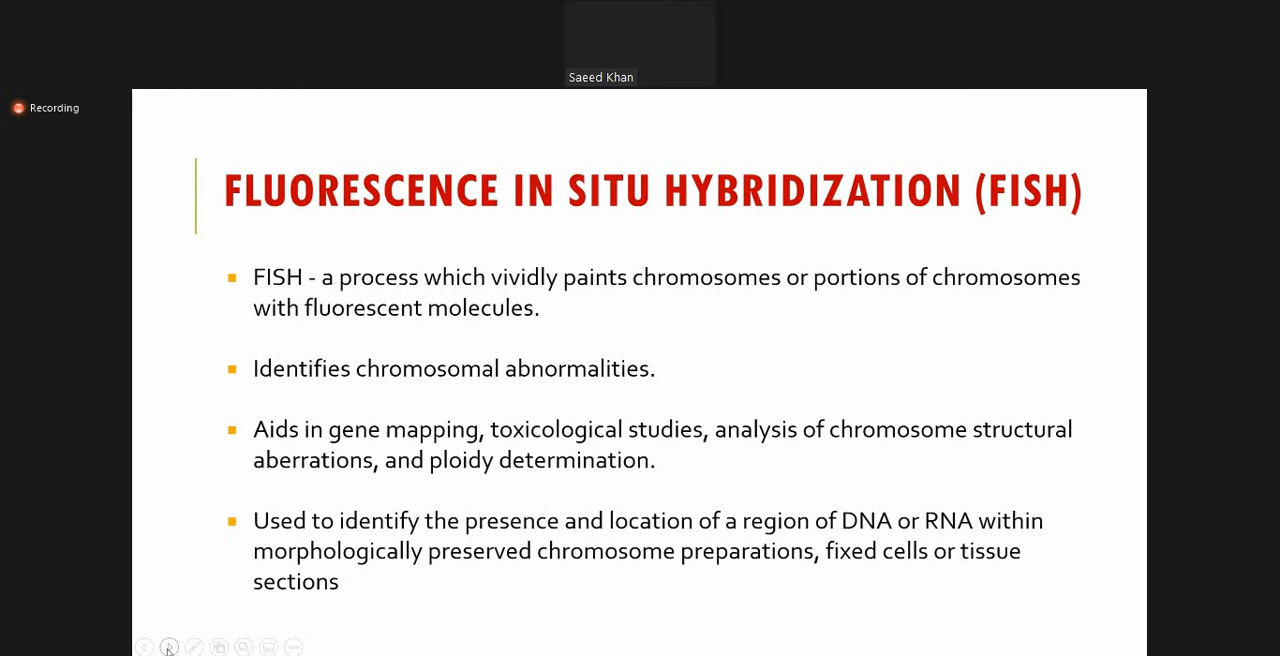 Saeed Khan
Recording
FLUORESCENCE IN SITU HYBRIDIZATION (FISH)
FISH - a process which vividly paints chromosomes or portions of chromosomes
with fluorescent molecules.
Identifies chromosomal abnormalities.
Aids in gene mapping, toxicological studies, analysis of chromosome structural
aberrations, and ploidy determination.
Used to identify the presence and location of a region of DNA or RNA within
morphologically preserved chromosome preparations, fixed cells or tissue
sections